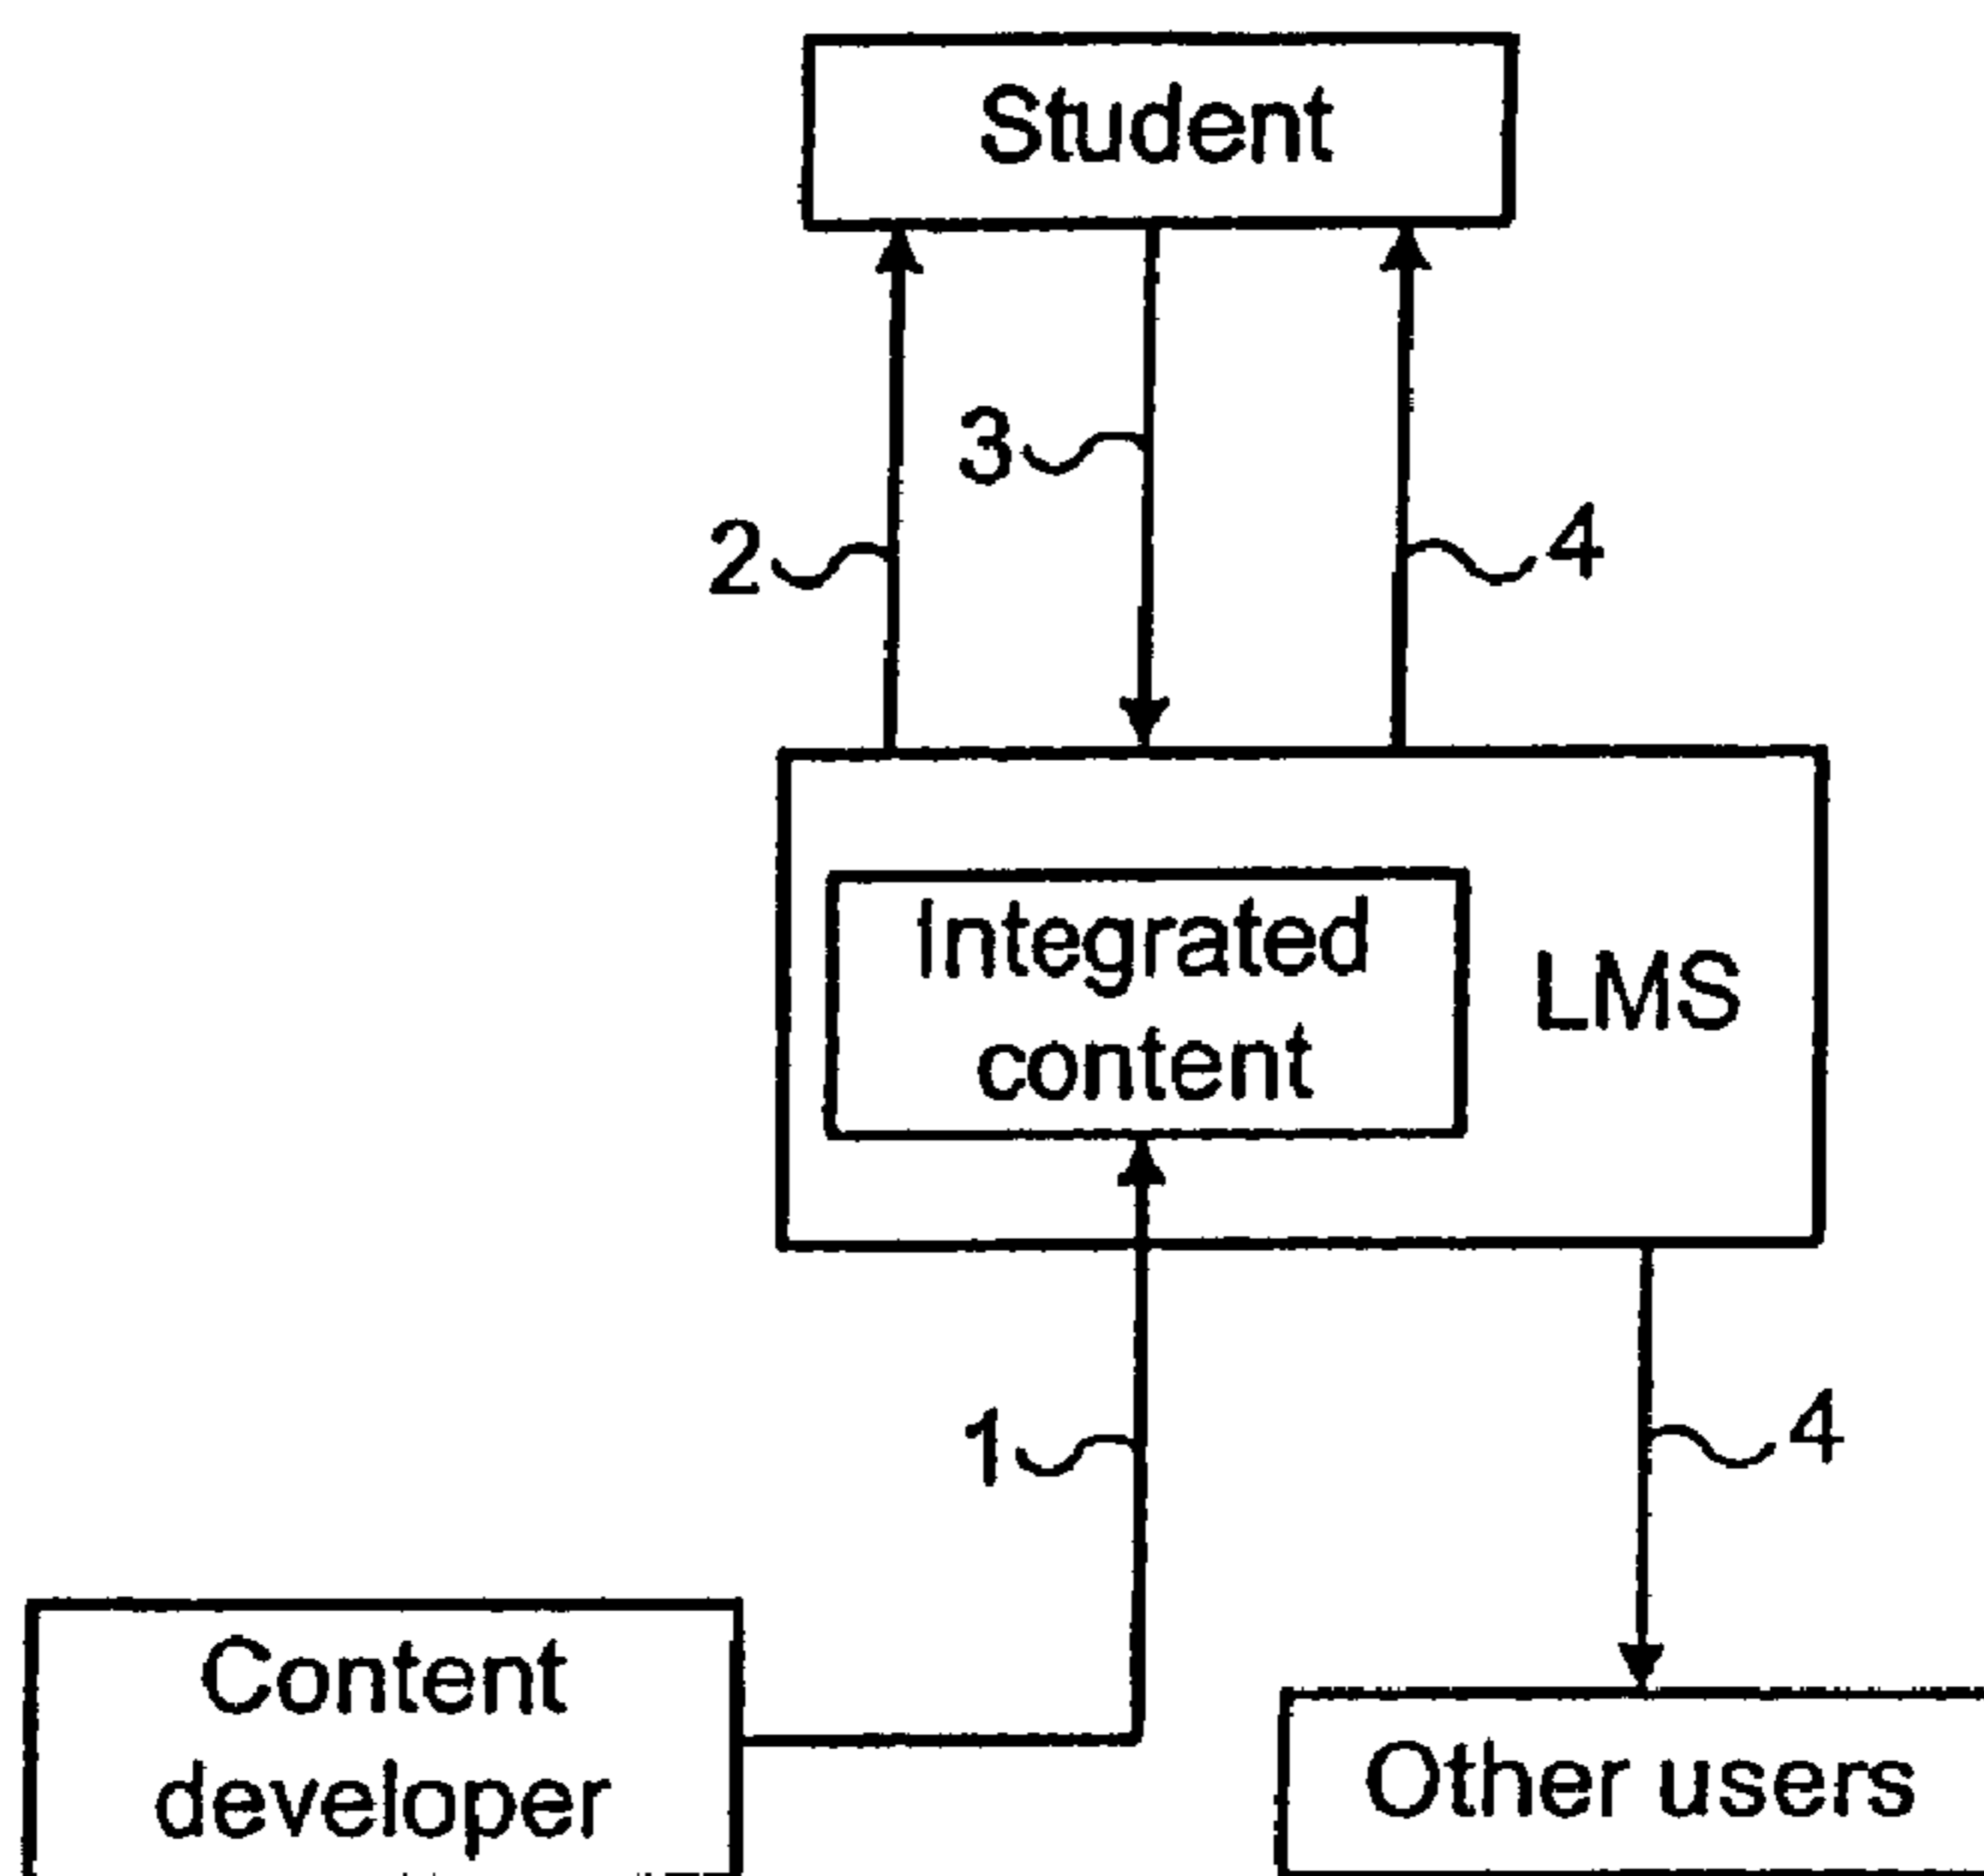 Student
3
2
4
Integrated
content
LMS
1
4
Content
developer
Other users